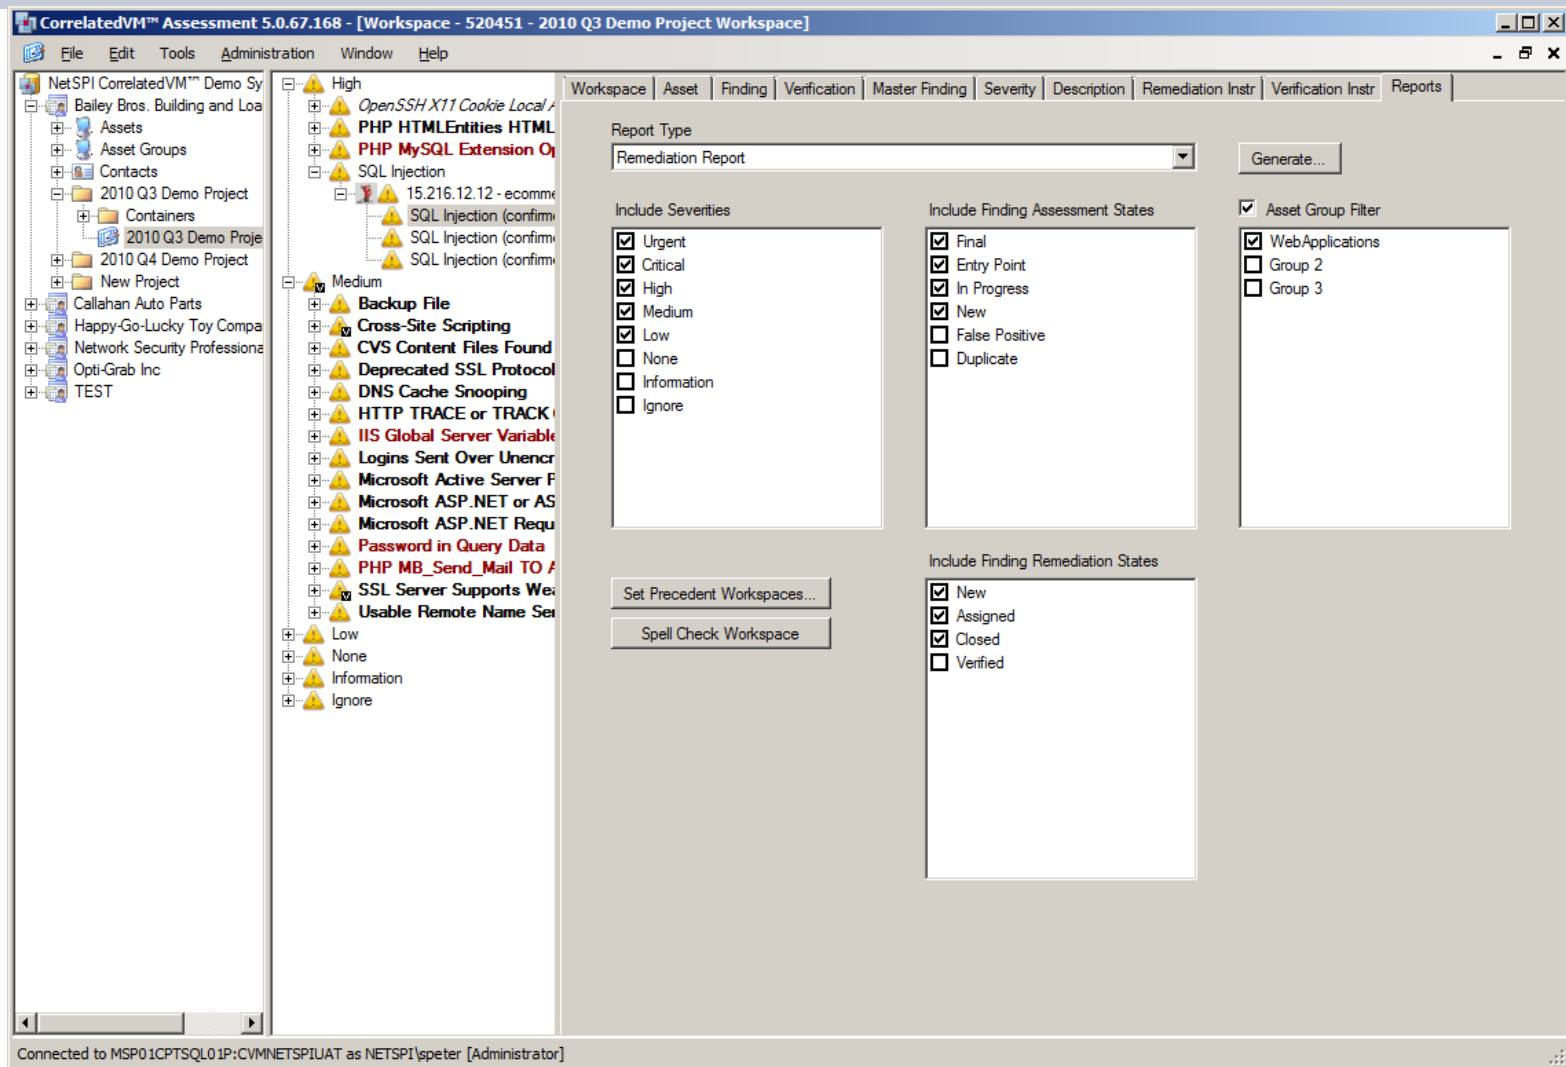 CorrelatedVM™ Assessment 5.0.67.168 - [Workspace - 520451 - 2010 Q3 Demo Project Workspace]
File Edit Tools Administration Window Help
NetSPI CorrelatedVM™ Demo Sy
Bailey Bros. Building and Loa
Assets
Asset Groups
Contacts
2010 Q3 Demo Project
Containers
2010 Q3 Demo Proje
2010 Q4 Demo Project
New Project
Callahan Auto Parts
Happy-Go-Lucky Toy Compa
Network Security Professiona
Opti-Grab Inc
TEST
High
OpenSSH X11 Cookie Local A
PHP HTMLEntities HTML
PHP MySQL Extension Op
SQL Injection
15.216.12.12 - ecomme
SQL Injection (confirme
SQL Injection (confirme
SQL Injection (confirme
Medium
Backup File
Cross-Site Scripting
CVS Content Files Found
Deprecated SSL Protocol
DNS Cache Snooping
HTTP TRACE or TRACK
IIS Global Server Variable
Logins Sent Over Unencr
Microsoft Active Server P
Microsoft ASP.NET or AS
Microsoft ASP.NET Requ
Password in Query Data
PHP MB_Send_Mail TO A
SSL Server Supports Wea
Usable Remote Name Ser
Low
None
Information
Ignore
Workspace Asset Finding Verification Master Finding Severity Description Remediation Instr Verification Instr Reports
Report Type
Remediation Report
Generate...
Include Severities
Urgent
Critical
High
Medium
Low
None
Information
Ignore
Include Finding Assessment States
Final
Entry Point
In Progress
New
False Positive
Duplicate
Asset Group Filter
WebApplications
Group 2
Group 3
Set Precedent Workspaces...
Spell Check Workspace
Include Finding Remediation States
New
Assigned
Closed
Verified
Connected to MSP01CPTSQL01P:CVMNETSPIUAT as NETSPI\speter [Administrator]